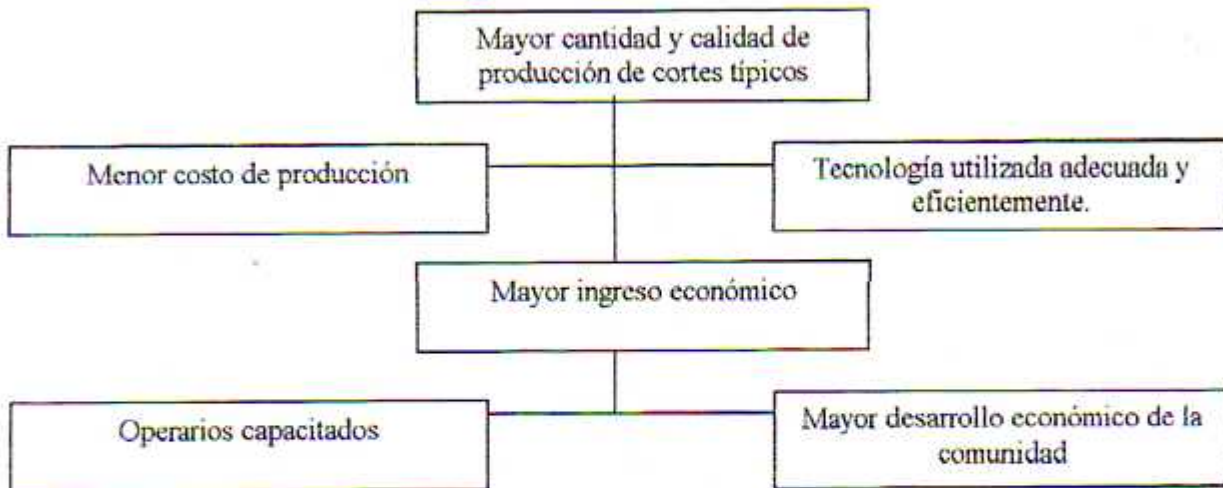 Mayor cantidad y calidad de
producción de cortes típicos
Menor costo de producción
Tecnología utilizada adecuada y
eficientemente.
Mayor ingreso económico
Operarios capacitados
Mayor desarrollo económico de la
comunidad